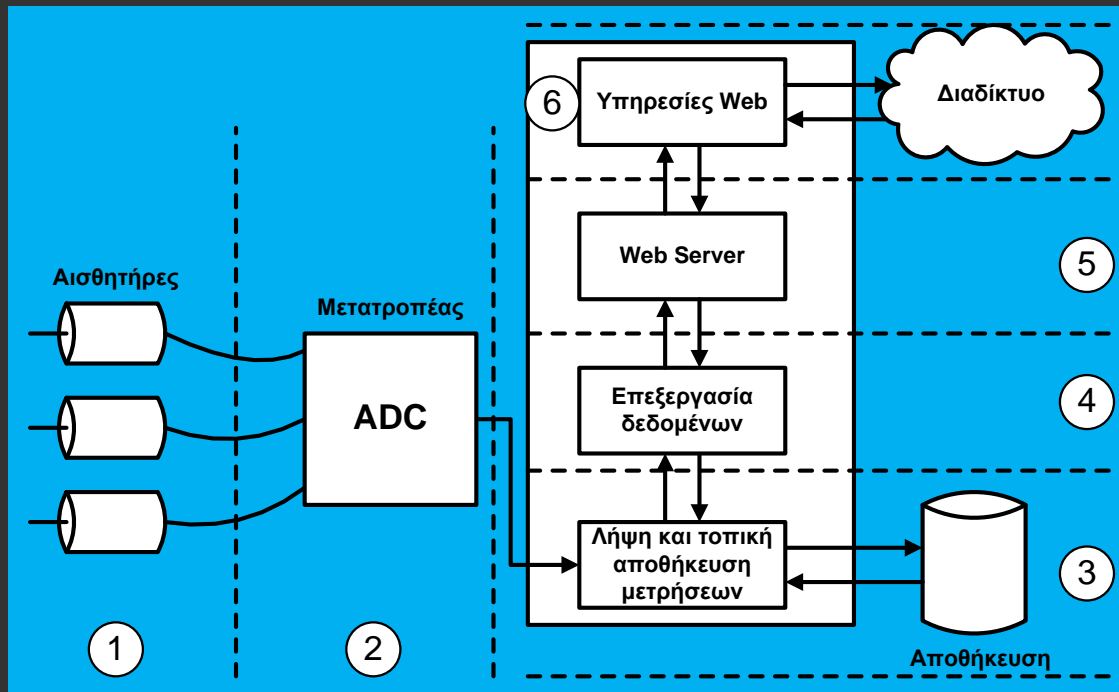 Αισθητήρες
1
Μετατροπέας
ADC
2
6
Υπηρεσίες Web
Διαδίκτυο
Web Server
5
Επεξεργασία
δεδομένων
4
Λήψη και τοπική
αποθήκευση
μετρήσεων
3
Αποθήκευση